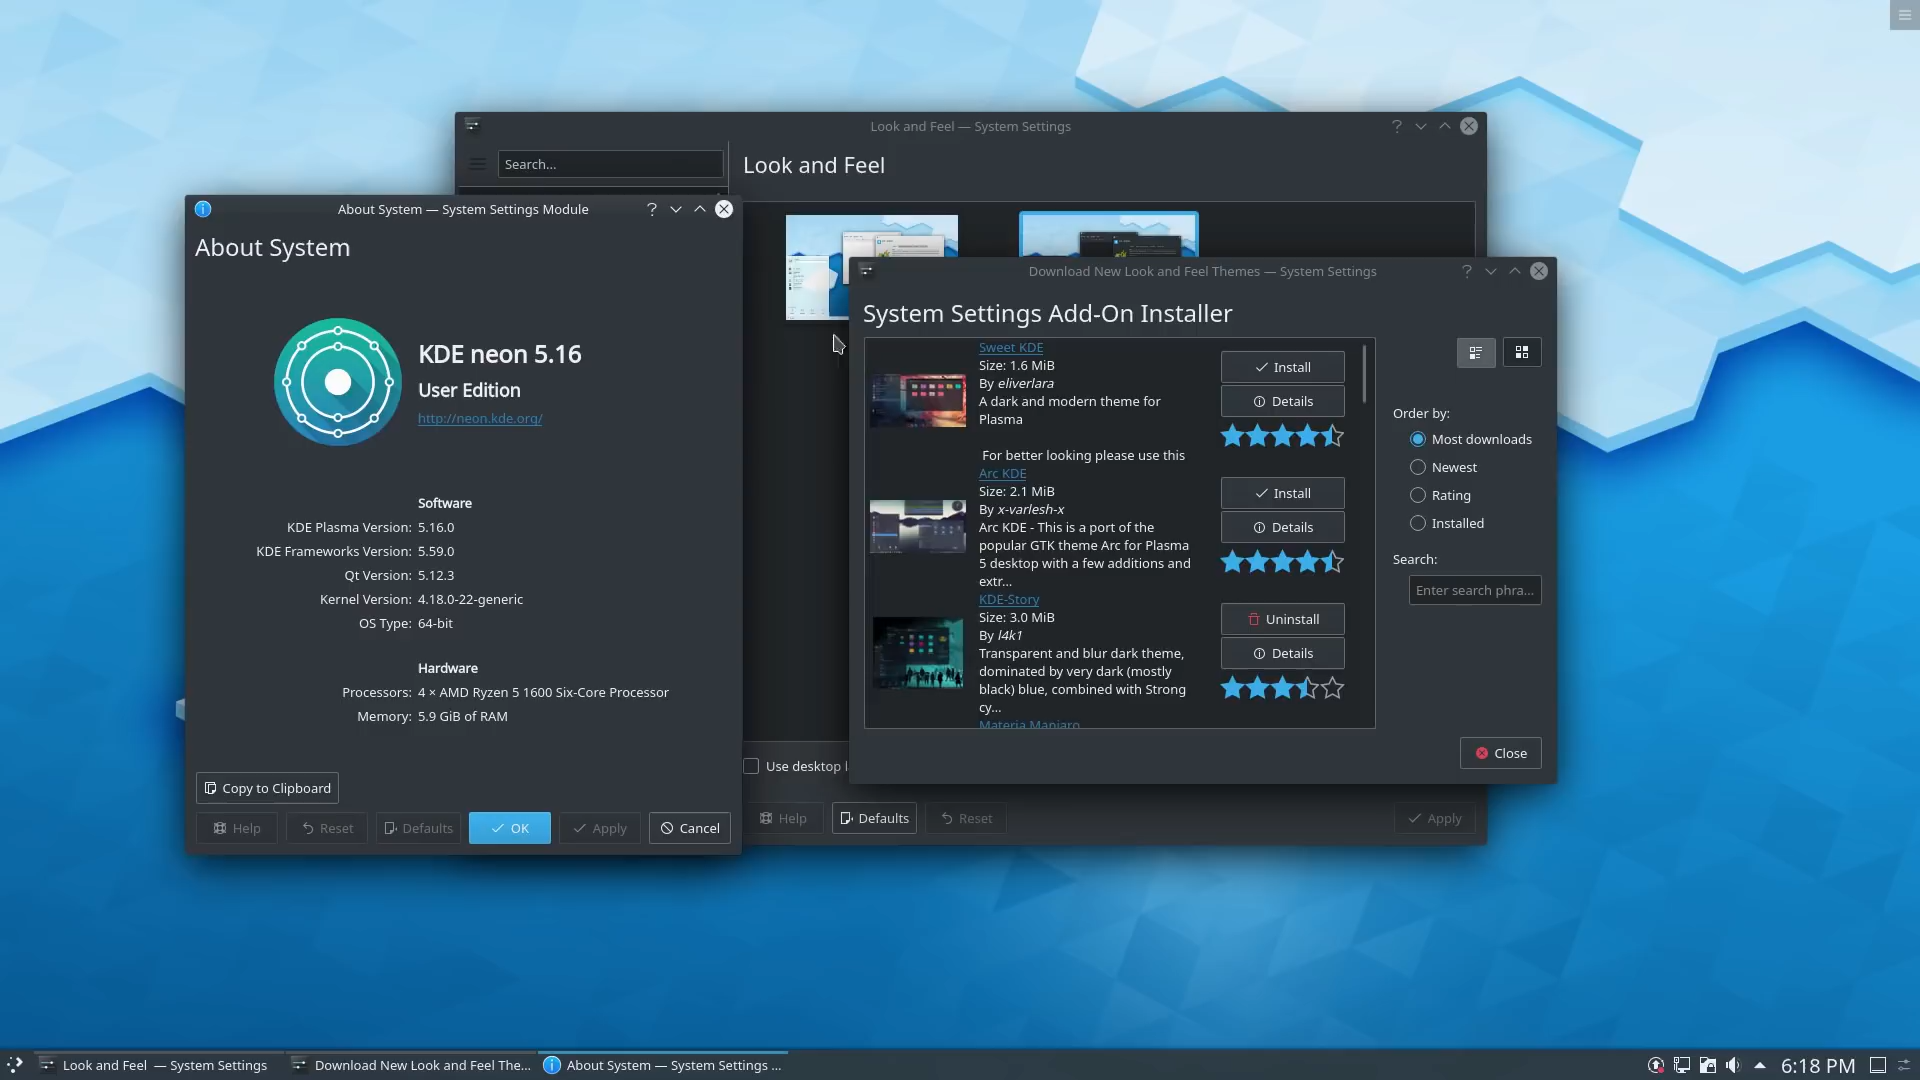 Look and Feel — System Settings
Search...
Look and Feel
About System — System Settings Module
About System
KDE neon 5.16
User Edition
http://neon.kde.org/
Software
KDE Plasma Version: 5.16.0
KDE Frameworks Version: 5.59.0
Qt Version: 5.12.3
Kernel Version: 4.18.0-22-generic
OS Type: 64-bit
Hardware
Processors: 4 × AMD Ryzen 5 1600 Six-Core Processor
Memory: 5.9 GiB of RAM
Copy to Clipboard
Help
Reset
Defaults
OK
Apply
Cancel
Download New Look and Feel Themes — System Settings
System Settings Add-On Installer
Sweet KDE
Size: 1.6 MiB
By eliverlara
A dark and modern theme for
Plasma
For better looking please use this
Install
Details
Arc KDE
Size: 2.1 MiB
By x-varlesh-x
Arc KDE - This is a port of the
popular GTK theme Arc for Plasma
5 desktop with a few additions and
extr...
Install
Details
KDE-Story
Size: 3.0 MiB
By l4k1
Transparent and blur dark theme,
dominated by very dark (mostly
black) blue, combined with Strong
cy...
Uninstall
Details
Materia Manjaro
Order by:
Most downloads
Newest
Rating
Installed
Search:
Enter search phra...
Close
Use desktop l
Help
Defaults
Reset
Apply
Look and Feel — System Settings
Download New Look and Feel The...
About System — System Settings ...
6:18 PM